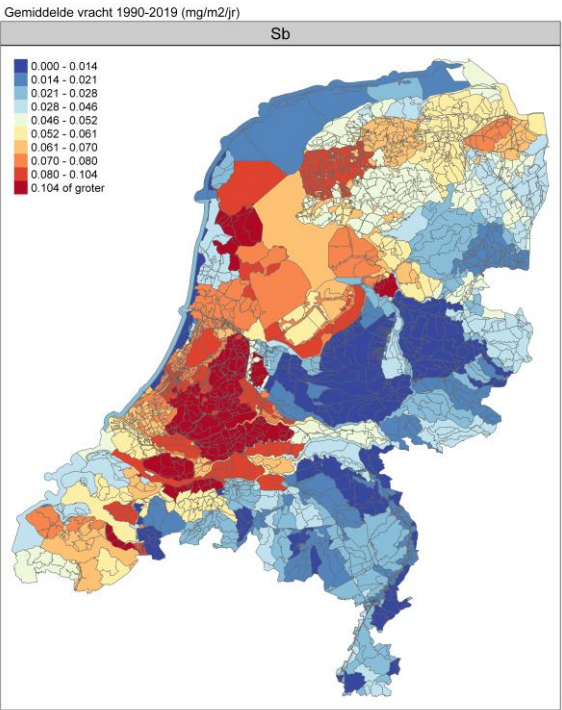 Gemiddelde vracht 1990-2019 (mg/m2/jr)
Sb
0.000 - 0.014
0.014 - 0.021
0.021 - 0.028
0.028 - 0.046
0.046 - 0.052
0.052 - 0.061
0.061 - 0.070
0.070 - 0.080
0.080 - 0.104
0.104 of groter